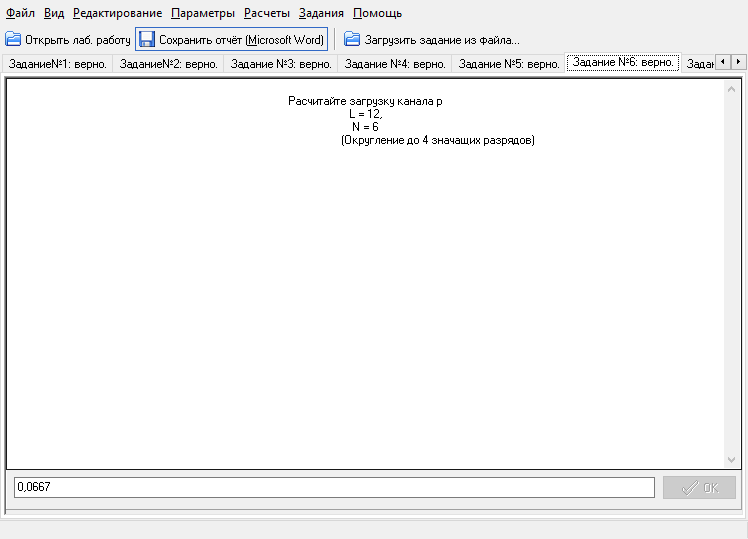 Файл Вид Редактирование Параметры Расчеты Задания Помощь
Открыть лаб. работу Сохранить отчёт (Microsoft Word) Загрузить задание из файла...
Задание№1: верно. Задание№2: верно. Задание №3: верно. Задание №4: верно. Задание №5: верно. Задание №6: верно. Задан
Расчитайте загрузку канала p
L = 12,
N = 6
(Округление до 4 значащих разрядов)
0,0667 OK